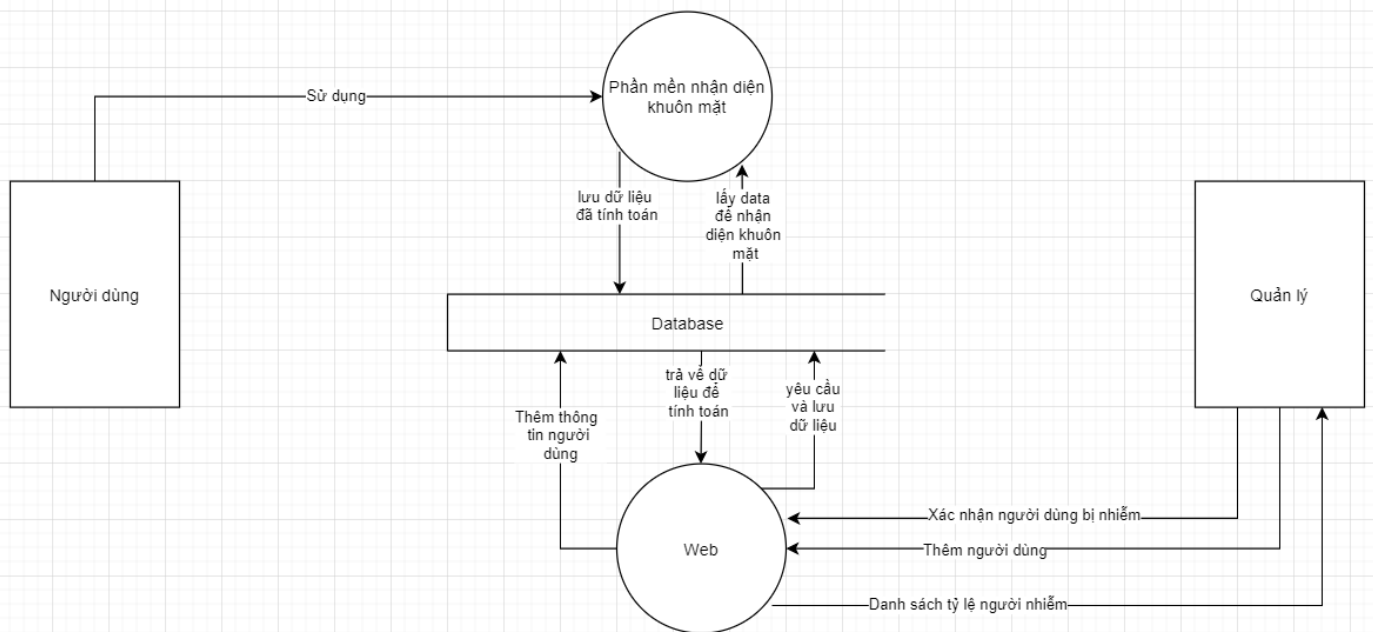 Phần mền nhận diện
khuôn mặt
Sử dụng
lưu dữ liệu
đã tính toán
lấy data
để nhận
diện khuôn
mặt
Người dùng
Quản lý
Database
trả về dữ
liệu để
tính toán
yêu cầu
và lưu
dữ liệu
Thêm thông
tin người
dùng
Xác nhận người dùng bị nhiễm
Web
Thêm người dùng
Danh sách tỷ lệ người nhiễm